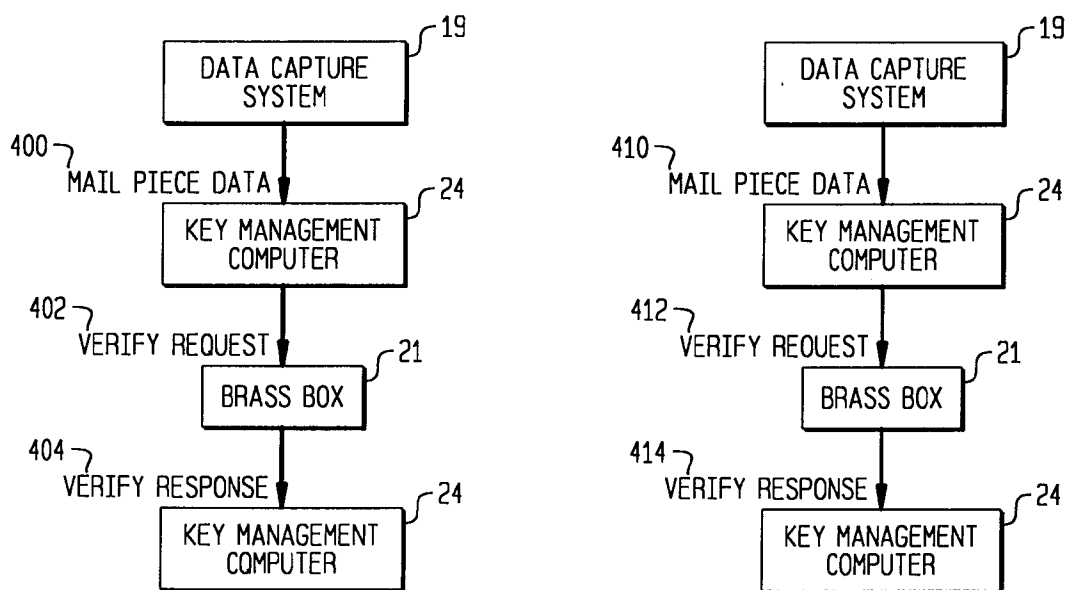 19
DATA CAPTURE
SYSTEM
400
MAIL PIECE DATA
24
KEY MANAGEMENT
COMPUTER
402
VERIFY REQUEST
21
BRASS BOX
404
VERIFY RESPONSE
24
KEY MANAGEMENT
COMPUTER
19
DATA CAPTURE
SYSTEM
410
MAIL PIECE DATA
24
KEY MANAGEMENT
COMPUTER
412
VERIFY REQUEST
21
BRASS BOX
414
VERIFY RESPONSE
24
KEY MANAGEMENT
COMPUTER